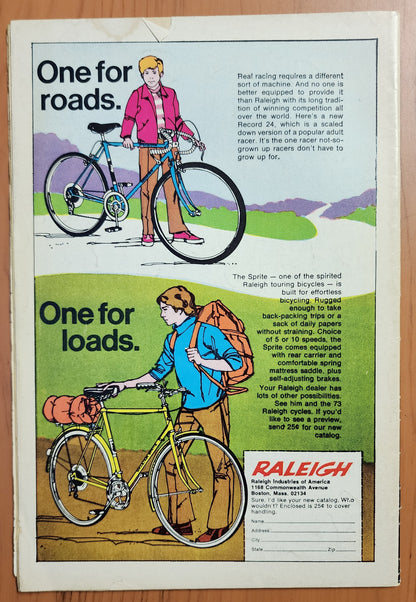 One for
roads.
Real racing requires a different
sort of machine. And no one is
better equipped to provide it
than Raleigh with its long tradi-
tion of winning competition all
over the world. Here's a new
Record 24, which is a scaled
down version of a popular adult
racer. It's the one racer not-so-
grown up racers don't have to
grow up for.
The Sprite — one of the spirited
Raleigh touring bicycles — is
built for effortless
bicycling. Rugged
enough to take
back-packing trips or a
sack of daily papers
without straining. Choice
of 5 or 10 speeds, the
Sprite comes equipped
with rear carrier and
comfortable spring
mattress saddle, plus
self-adjusting brakes.
Your Raleigh dealer has
lots of other possibilities.
See him and the 73
Raleigh cycles. If you'd
like to see a preview,
send 25¢ for our new
catalog.
One for
loads.
RALEIGH
Raleigh Industries of America
1168 Commonwealth Avenue
Boston, Mass. 02134
Sure, I'd like your new catalog. Who
wouldn't? Enclosed is 25¢ to cover
handling.
Name
Address
City
State Zip